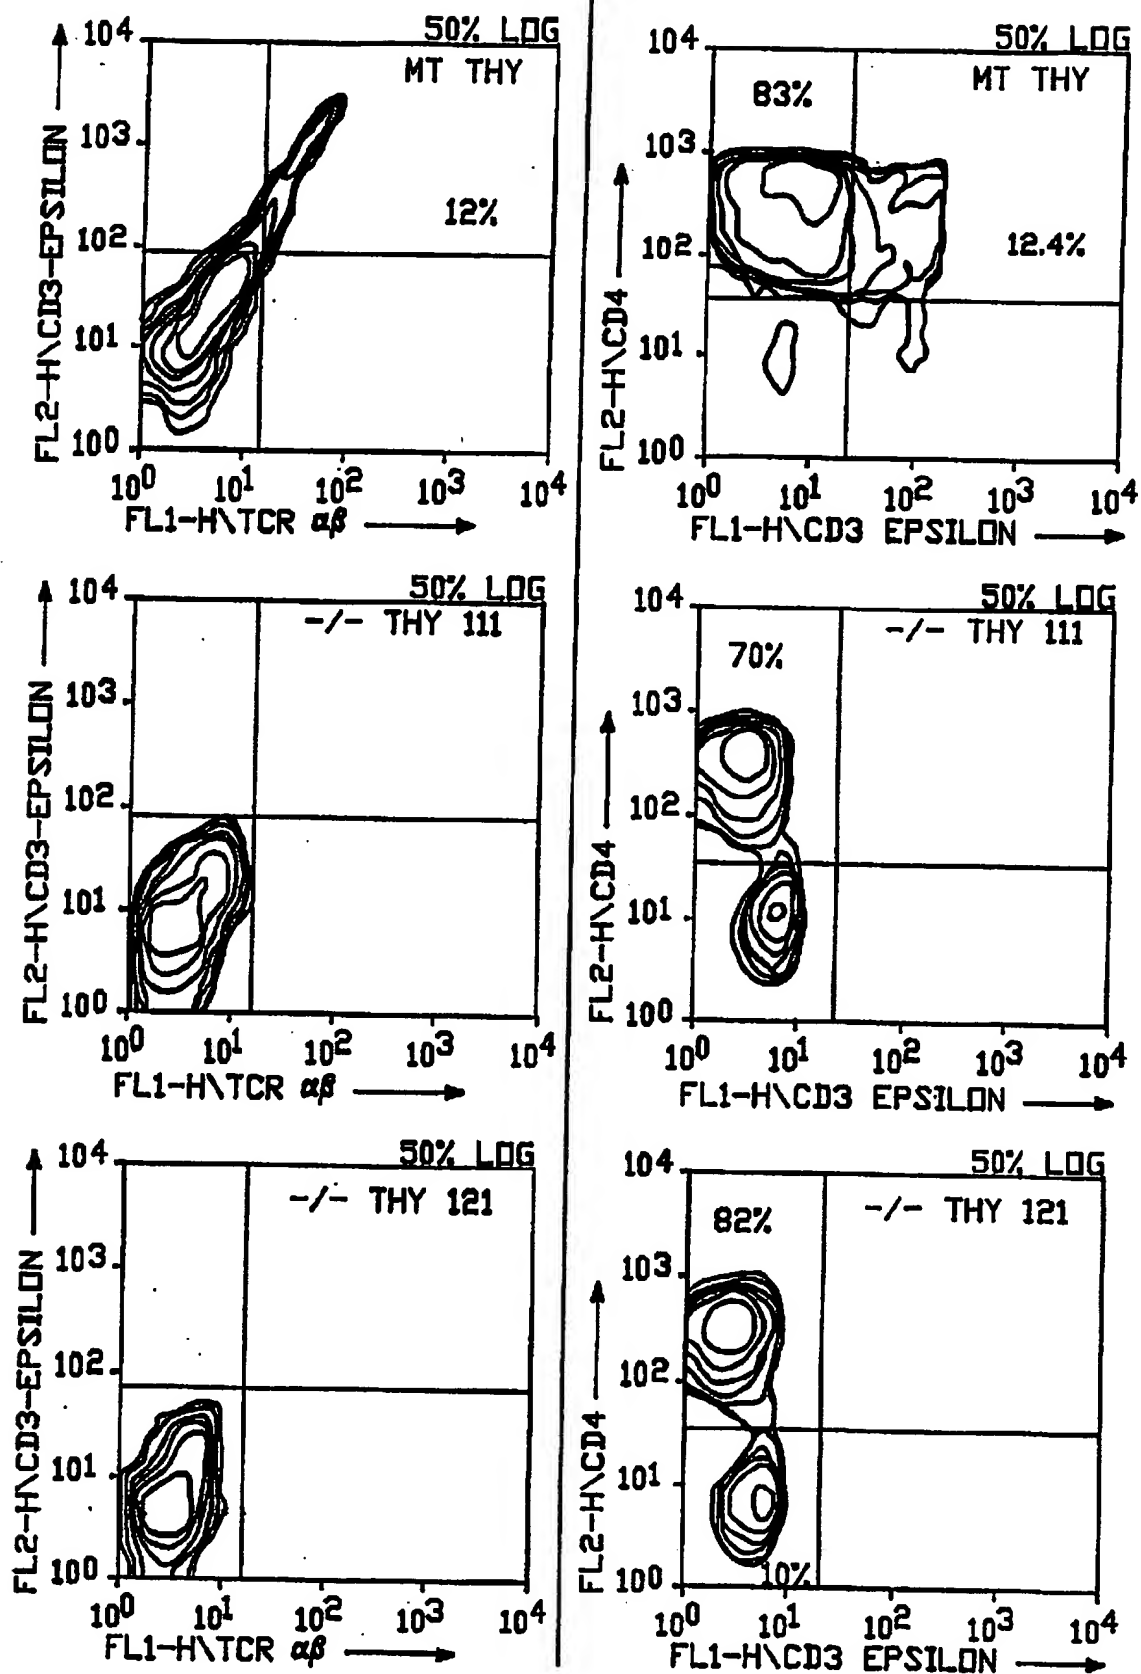 50% LOG
MT THY
12%
FL2-H\CD3-EPSILON
104
103
102
101
100
100 101 102 103 104
FL1-H\TCR αβ
50% LOG
MT THY
83%
12.4%
FL2-H\CD4
104
103
102
101
100
100 101 102 103 104
FL1-H\CD3 EPSILON
50% LOG
-/- THY 111
FL2-H\CD3-EPSILON
104
103
102
101
100
100 101 102 103 104
FL1-H\TCR αβ
50% LOG
-/- THY 111
70%
FL2-H\CD4
104
103
102
101
100
100 101 102 103 104
FL1-H\CD3 EPSILON
50% LOG
-/- THY 121
FL2-H\CD3-EPSILON
104
103
102
101
100
100 101 102 103 104
FL1-H\TCR αβ
50% LOG
-/- THY 121
82%
FL2-H\CD4
104
103
102
101
100
10%
100 101 102 103 104
FL1-H\CD3 EPSILON